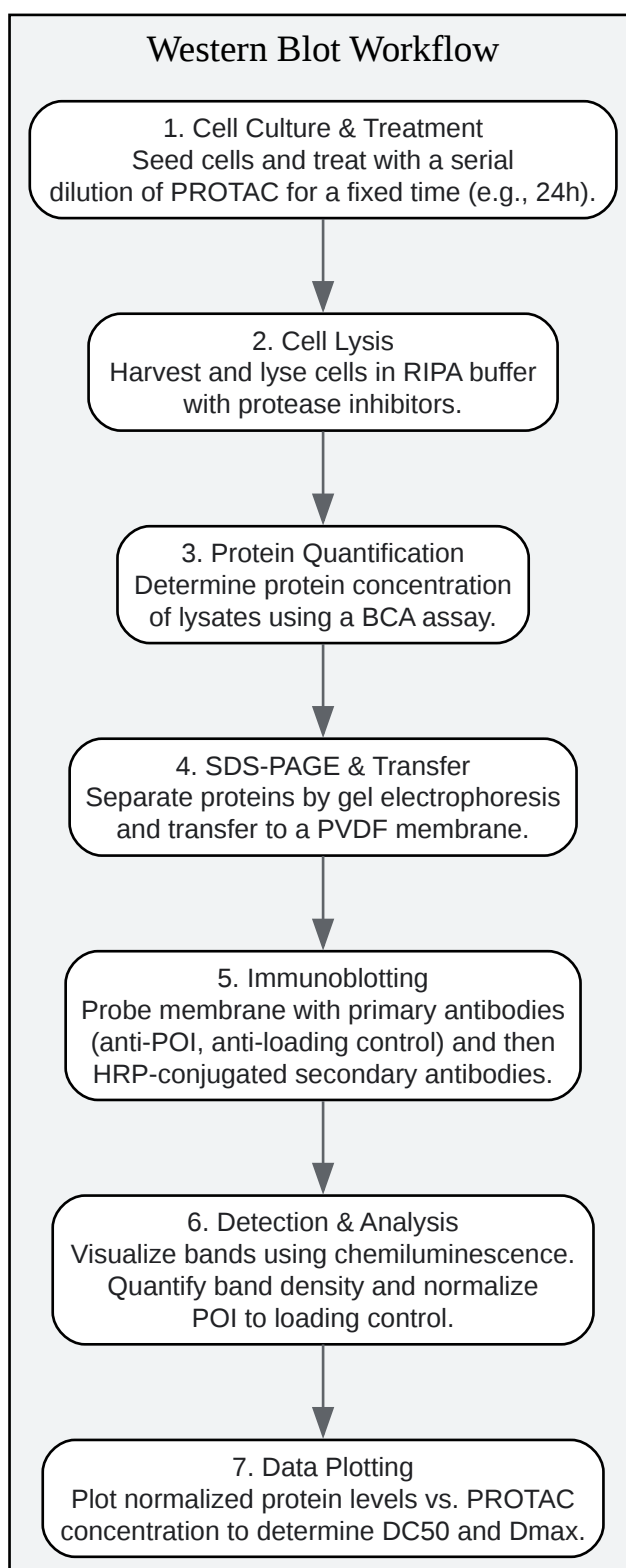 Western Blot Workflow
1. Cell Culture & Treatment
Seed cells and treat with a serial
dilution of PROTAC for a fixed time (e.g., 24h).
2. Cell Lysis
Harvest and lyse cells in RIPA buffer
with protease inhibitors.
3. Protein Quantification
Determine protein concentration
of lysates using a BCA assay.
4. SDS-PAGE & Transfer
Separate proteins by gel electrophoresis
and transfer to a PVDF membrane.
5. Immunoblotting
Probe membrane with primary antibodies
(anti-POI, anti-loading control) and then
HRP-conjugated secondary antibodies.
6. Detection & Analysis
Visualize bands using chemiluminescence.
Quantify band density and normalize
POI to loading control.
7. Data Plotting
Plot normalized protein levels vs. PROTAC
concentration to determine DC50 and Dmax.